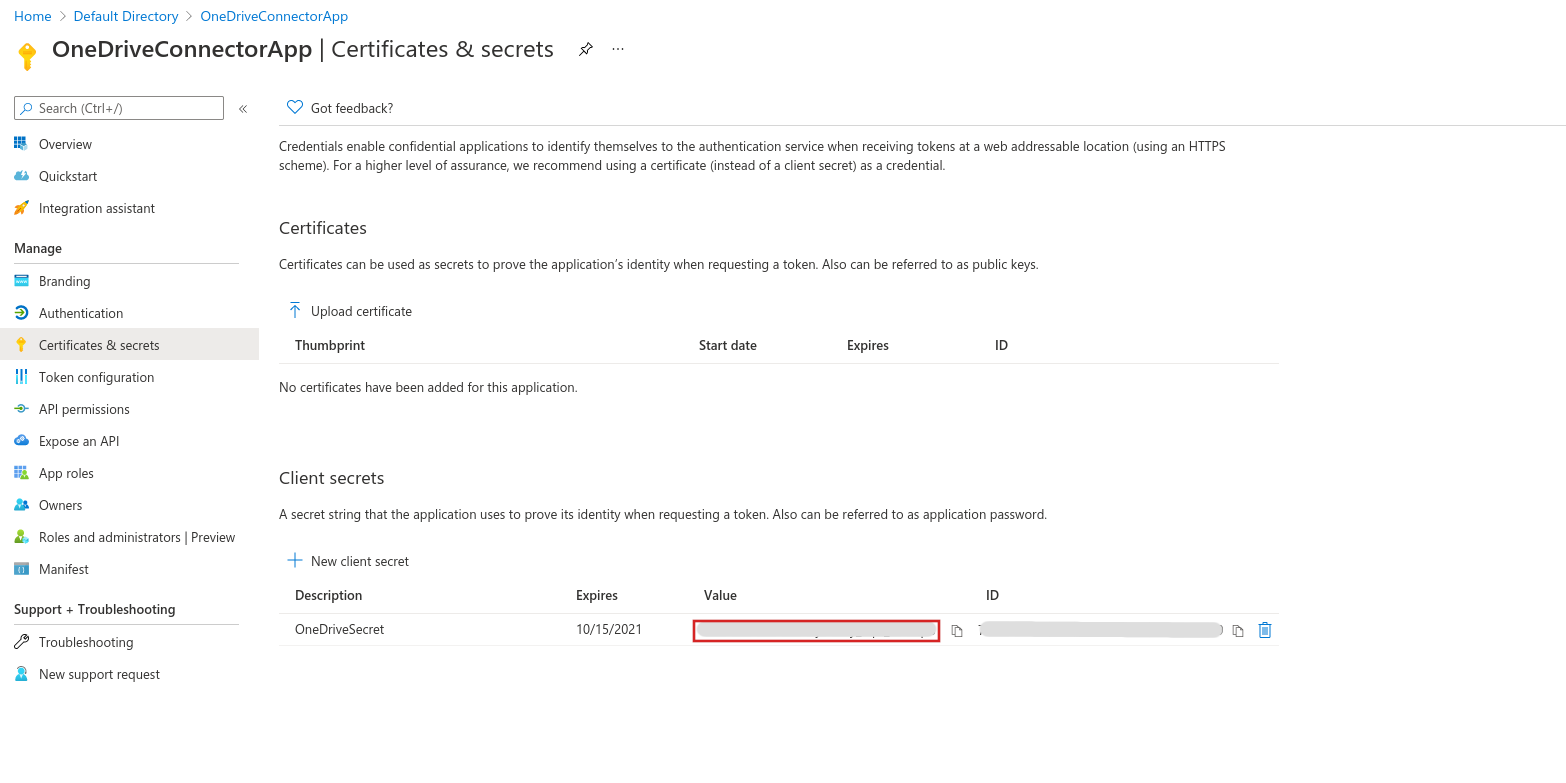 Home > Default Directory > OneDriveConnectorApp
OneDriveConnectorApp | Certificates & secrets
Search (Ctrl+/)
Overview
Quickstart
Integration assistant
Manage
Branding
Authentication
Certificates & secrets
Token configuration
API permissions
Expose an API
App roles
Owners
Roles and administrators | Preview
Manifest
Support + Troubleshooting
Troubleshooting
New support request
Got feedback?
Credentials enable confidential applications to identify themselves to the authentication service when receiving tokens at a web addressable location (using an HTTPS
scheme). For a higher level of assurance, we recommend using a certificate (instead of a client secret) as a credential.
Certificates
Certificates can be used as secrets to prove the application's identity when requesting a token. Also can be referred to as public keys.
Upload certificate
Thumbprint Start date Expires ID
No certificates have been added for this application.
Client secrets
A secret string that the application uses to prove its identity when requesting a token. Also can be referred to as application password.
New client secret
Description Expires Value ID
OneDriveSecret 10/15/2021